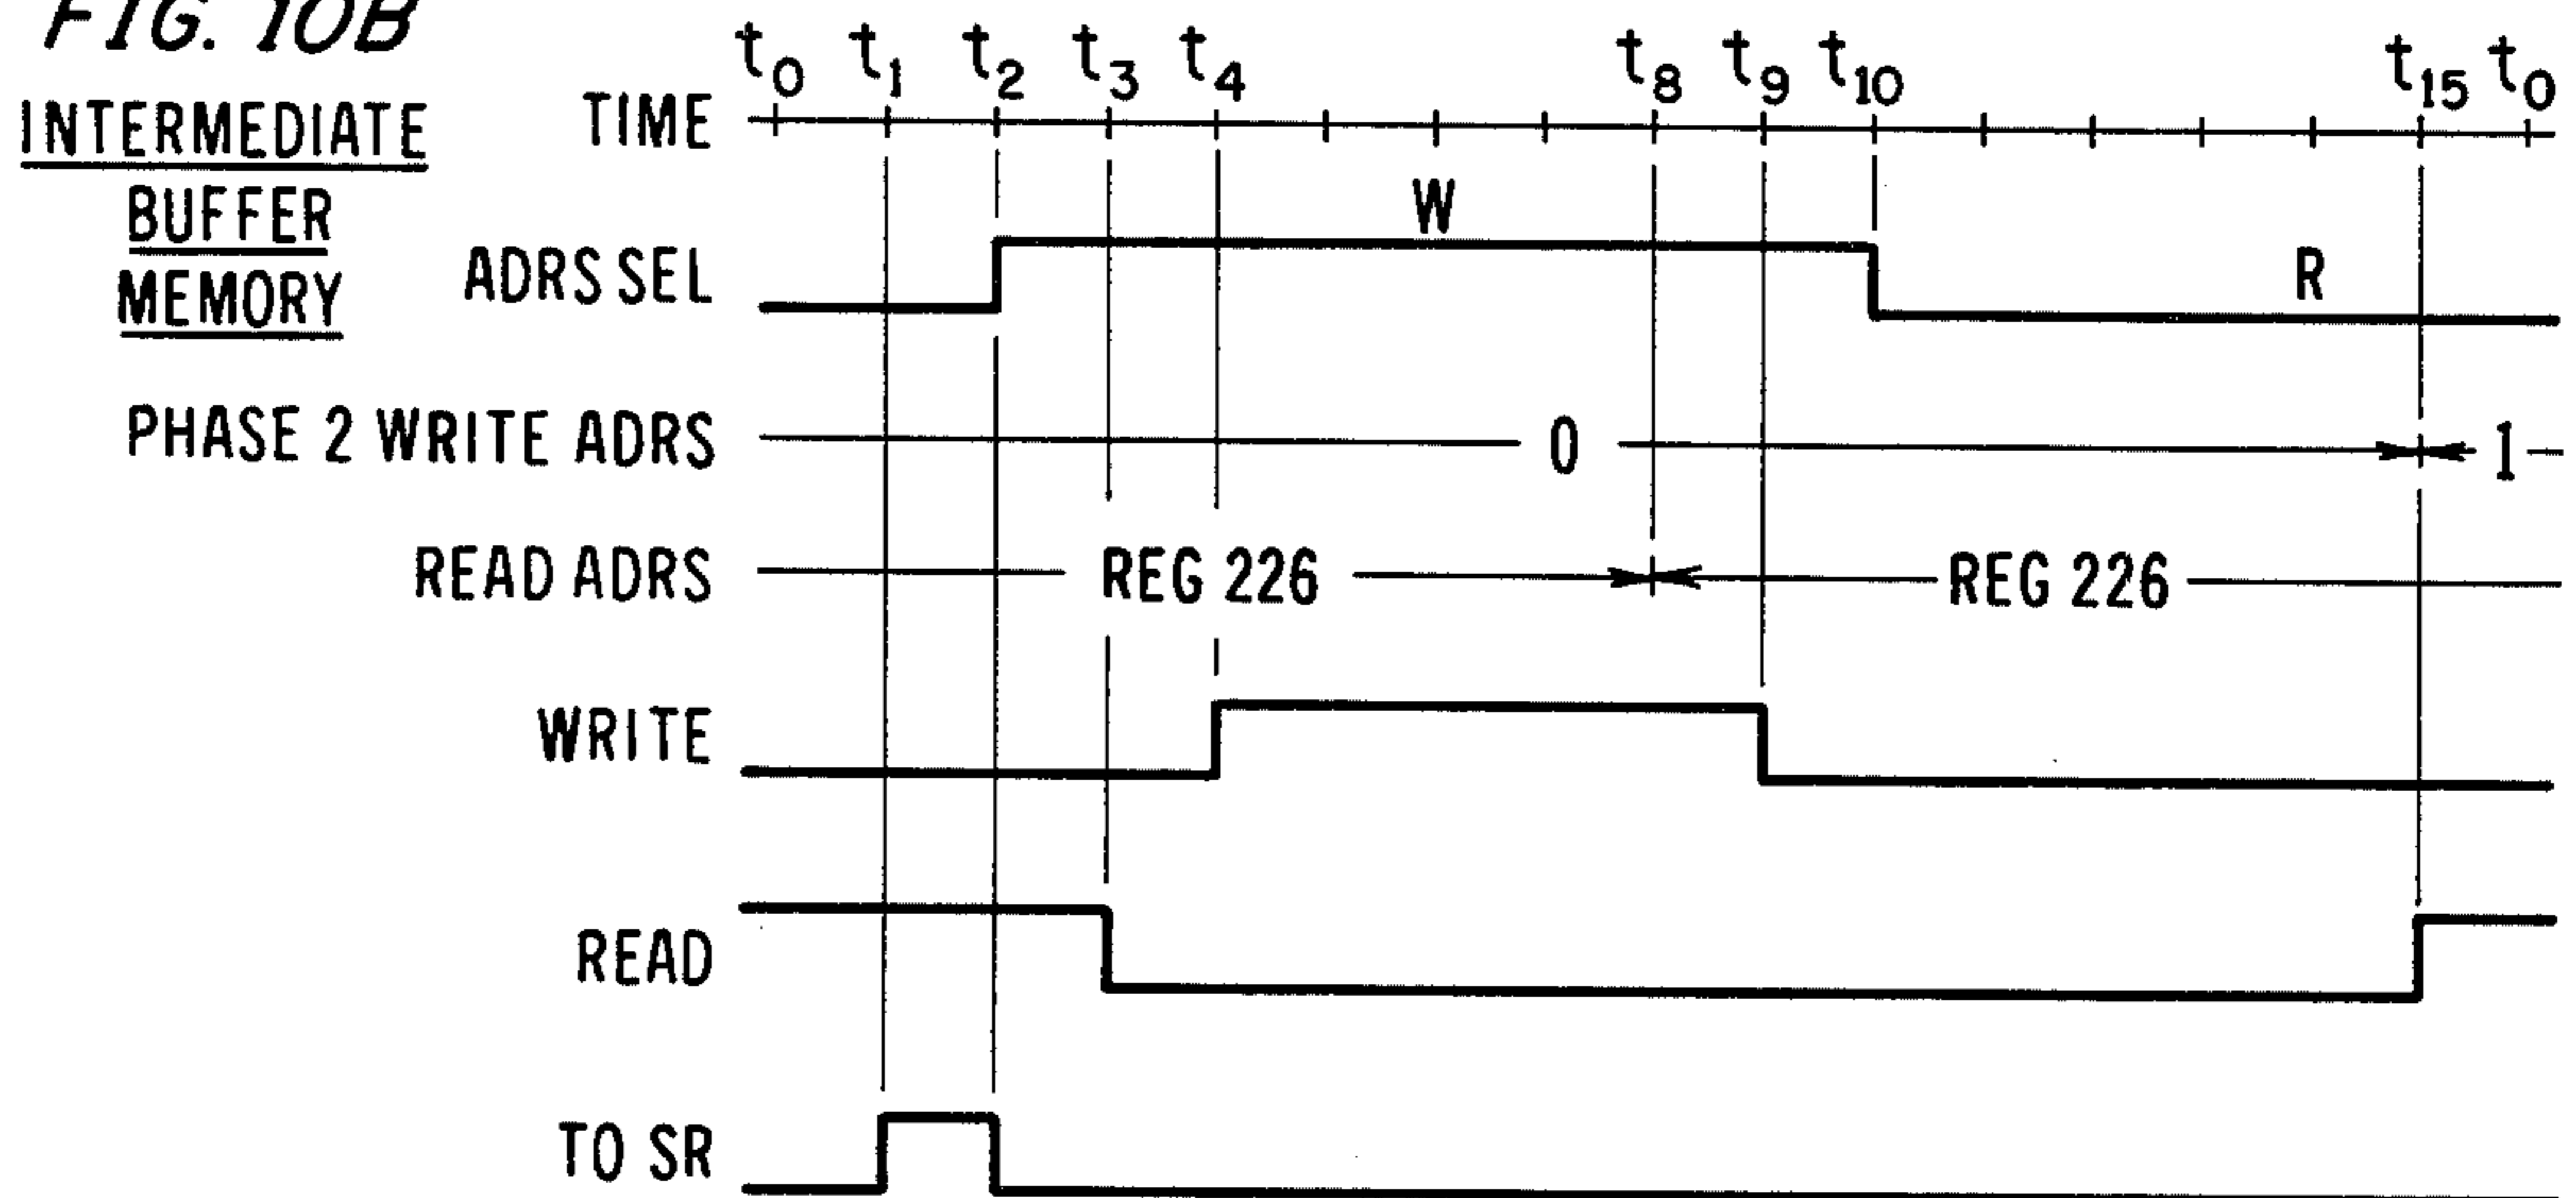 FIG. 10B
t0 t1 t2 t3 t4 t8 t9 t10 t15 t0
INTERMEDIATE
BUFFER
MEMORY
TIME
W
ADRS SEL
R
PHASE 2 WRITE ADRS 0 1
READ ADRS REG 226 REG 226
WRITE
READ
TO SR